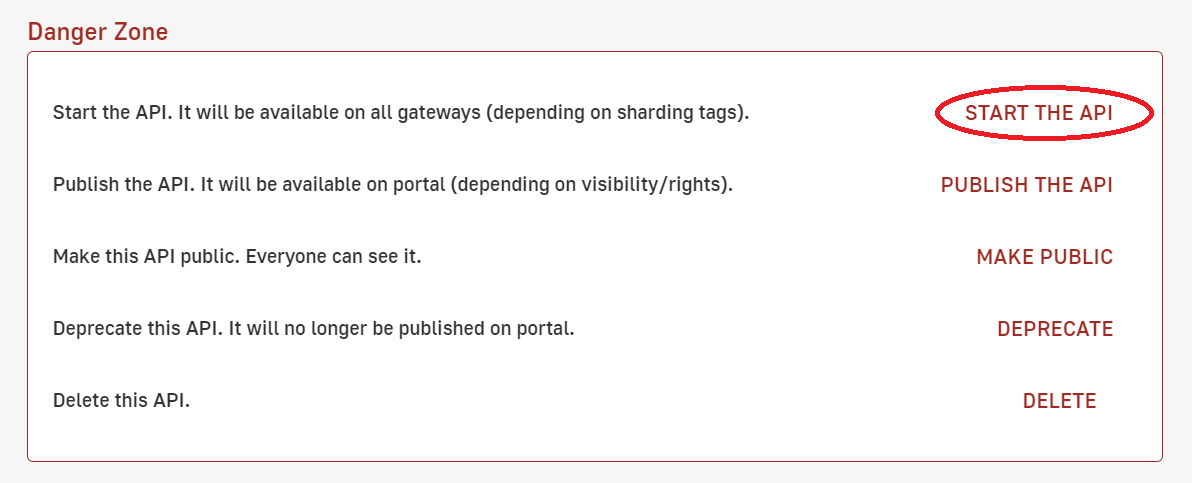 Danger Zone
Start the API. It will be available on all gateways (depending on sharding tags). START THE API
Publish the API. It will be available on portal (depending on visibility/rights). PUBLISH THE API
Make this API public. Everyone can see it. MAKE PUBLIC
Deprecate this API. It will no longer be published on portal. DEPRECATE
Delete this API. DELETE